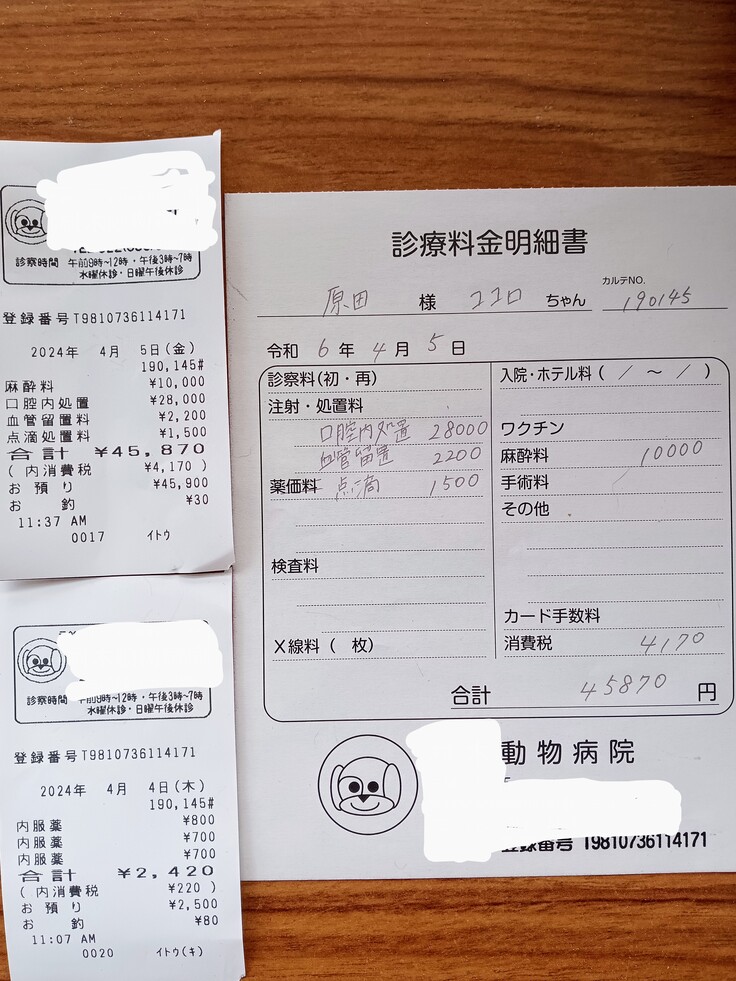 診察時間 午前9時~12時・午後3時~7時
水曜休診・日曜午後休診
登録番号T9810736114171
2024年 4月 5日(金)
190,145#
麻酔料 ¥10,000
口腔内処置 ¥28,000
血管留置料 ¥2,200
点滴処置料 ¥1,500
合計 ¥45,870
(内消費税 ¥4,170)
お預り ¥45,900
お釣 ¥30
11:37 AM
0017 イトウ
診察時間 午前9時~12時・午後3時~7時
水曜休診・日曜午後休診
登録番号T9810736114171
2024年 4月 4日(木)
190,145#
内服薬 ¥800
内服薬 ¥700
内服薬 ¥700
合計 ¥2,420
(内消費税 ¥220)
お預り ¥2,500
お釣 ¥80
11:07 AM
0020 イトウ(キ)
診療料金明細書
カルテNO.
原田 様 ココロ ちゃん 190145
令和 6 年 4 月 5 日
診察料(初・再)
注射・処置料
口腔内処置 28000
血管留置 2200
薬価料 点滴 1500
検査料
X線料( 枚)
入院・ホテル料( / ~ / )
ワクチン
麻酔料 10000
手術料
その他
カード手数料
消費税 4170
合計 45870 円
動物病院
登録番号 T9810736114171